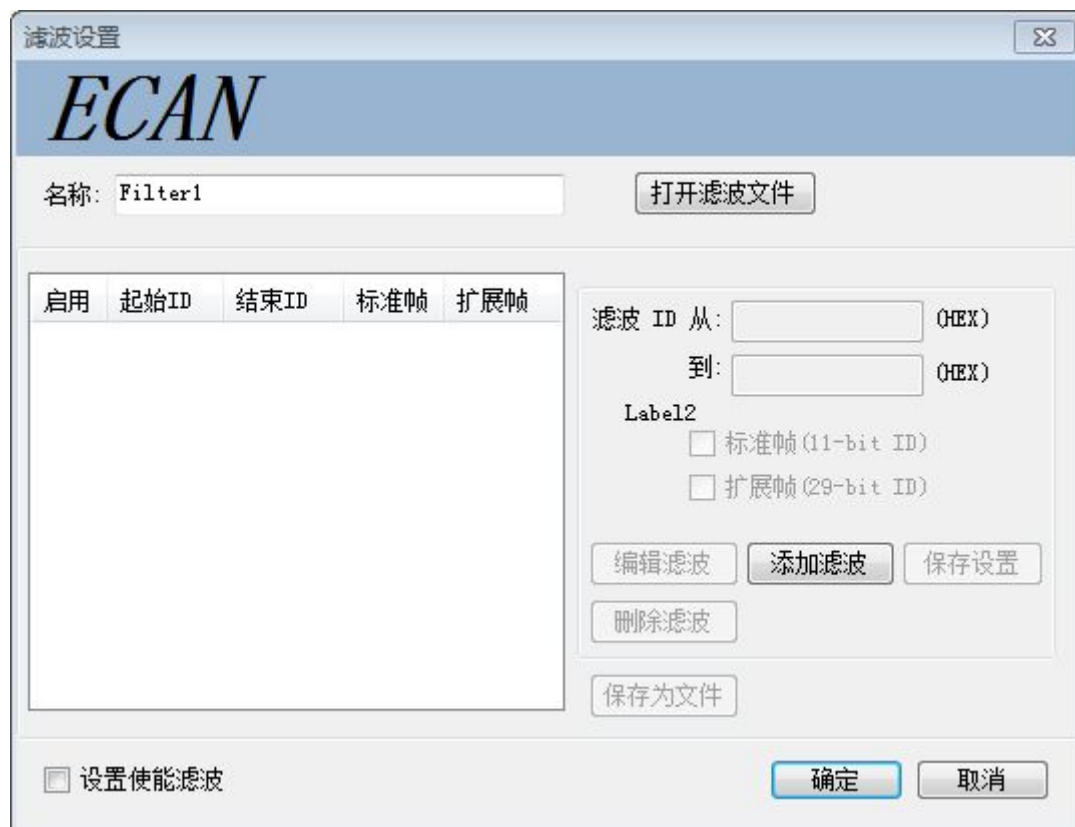 滤波设置
ECAN
名称: Filter1 打开滤波文件
启用 起始ID 结束ID 标准帧 扩展帧
滤波 ID 从: (HEX)
到: (HEX)
Label2
标准帧(11-bit ID)
扩展帧(29-bit ID)
编辑滤波 添加滤波 保存设置
删除滤波
保存为文件
设置使能滤波 确定 取消